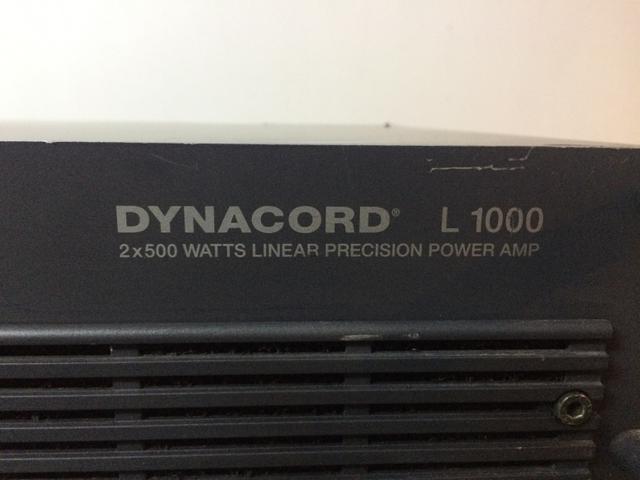 DYNACORD® L 1000
2x500 WATTS LINEAR PRECISION POWER AMP